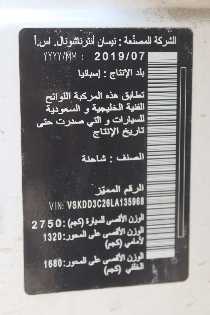 الشركة المصنعة : نيسان أنترناشونال. اس.أ
2019/07 :
بلد الإنتاج : إسبانيا
تطابق هذه المركبة اللوائح
الفنية الخليجية و السعودية
للسيارات و التي صدرت حتى
تاريخ الإنتاج
الصنف : شاحنة
الرقم المميز
VIN: VSKDD3C26LA135968
الوزن الأقصى للسيارة (كجم): 2750
الوزن الأقصى على المحور: 1320
الأمامي (كجم)
الوزن الأقصى على المحور: 1680
الخلفي (كجم)